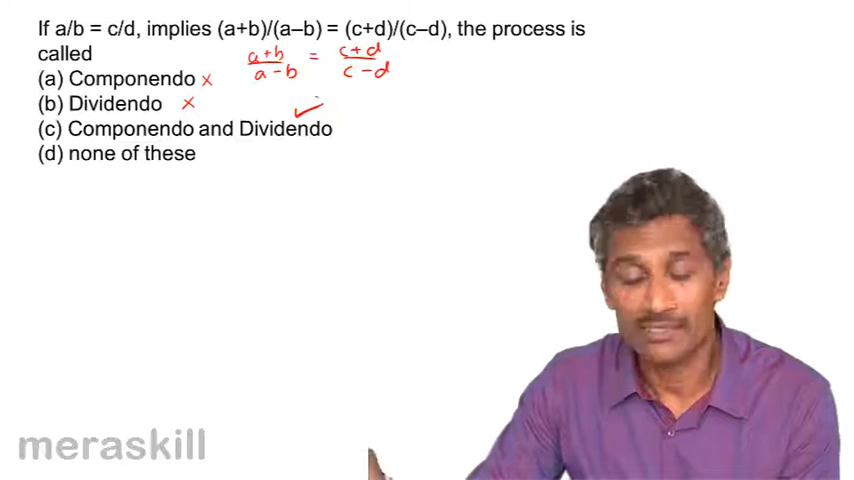 If a/b = c/d, implies (a+b)/(a–b) = (c+d)/(c–d), the process is
called
a+b / a-b = c+d / c-d
(a) Componendo ×
(b) Dividendo ×
(c) Componendo and Dividendo ✓
(d) none of these
meraskill